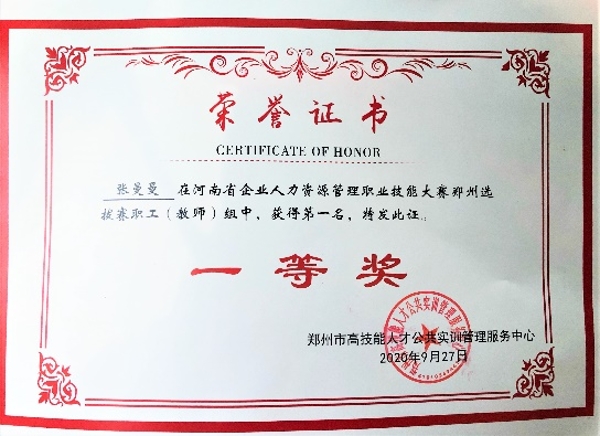 荣誉证书
CERTIFICATE OF HONOR
张曼曼 在河南省企业人力资源管理职业技能大赛郑州选
拔赛职工（教师）组中，获得第一名，特发此证。
一等奖
郑州市高技能人才公共实训管理服务中心
2020年9月27日